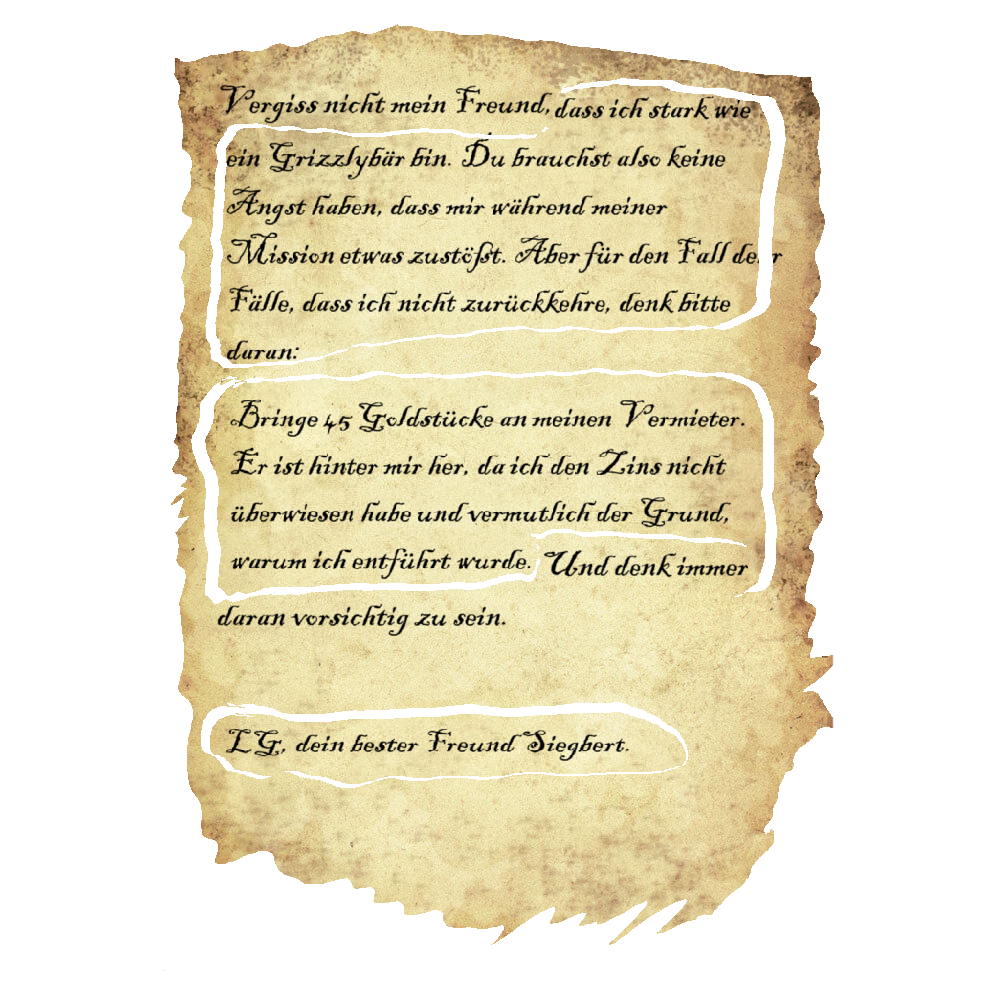 Vergiss nicht mein Freund, dass ich stark wie
ein Grizzlybär bin. Du brauchst also keine
Angst haben, dass mir während meiner
Mission etwas zustößt. Aber für den Fall
Fälle, dass ich nicht zurückkehre, denk bitte
daran:
Bringe 45 Goldstücke an meinen Vermieter.
Er ist hinter mir her, da ich den Zins nicht
überwiesen habe und vermutlich der Grund,
warum ich entführt wurde. Und denk immer
daran vorsichtig zu sein.
LG, dein bester Freund Siegbert.